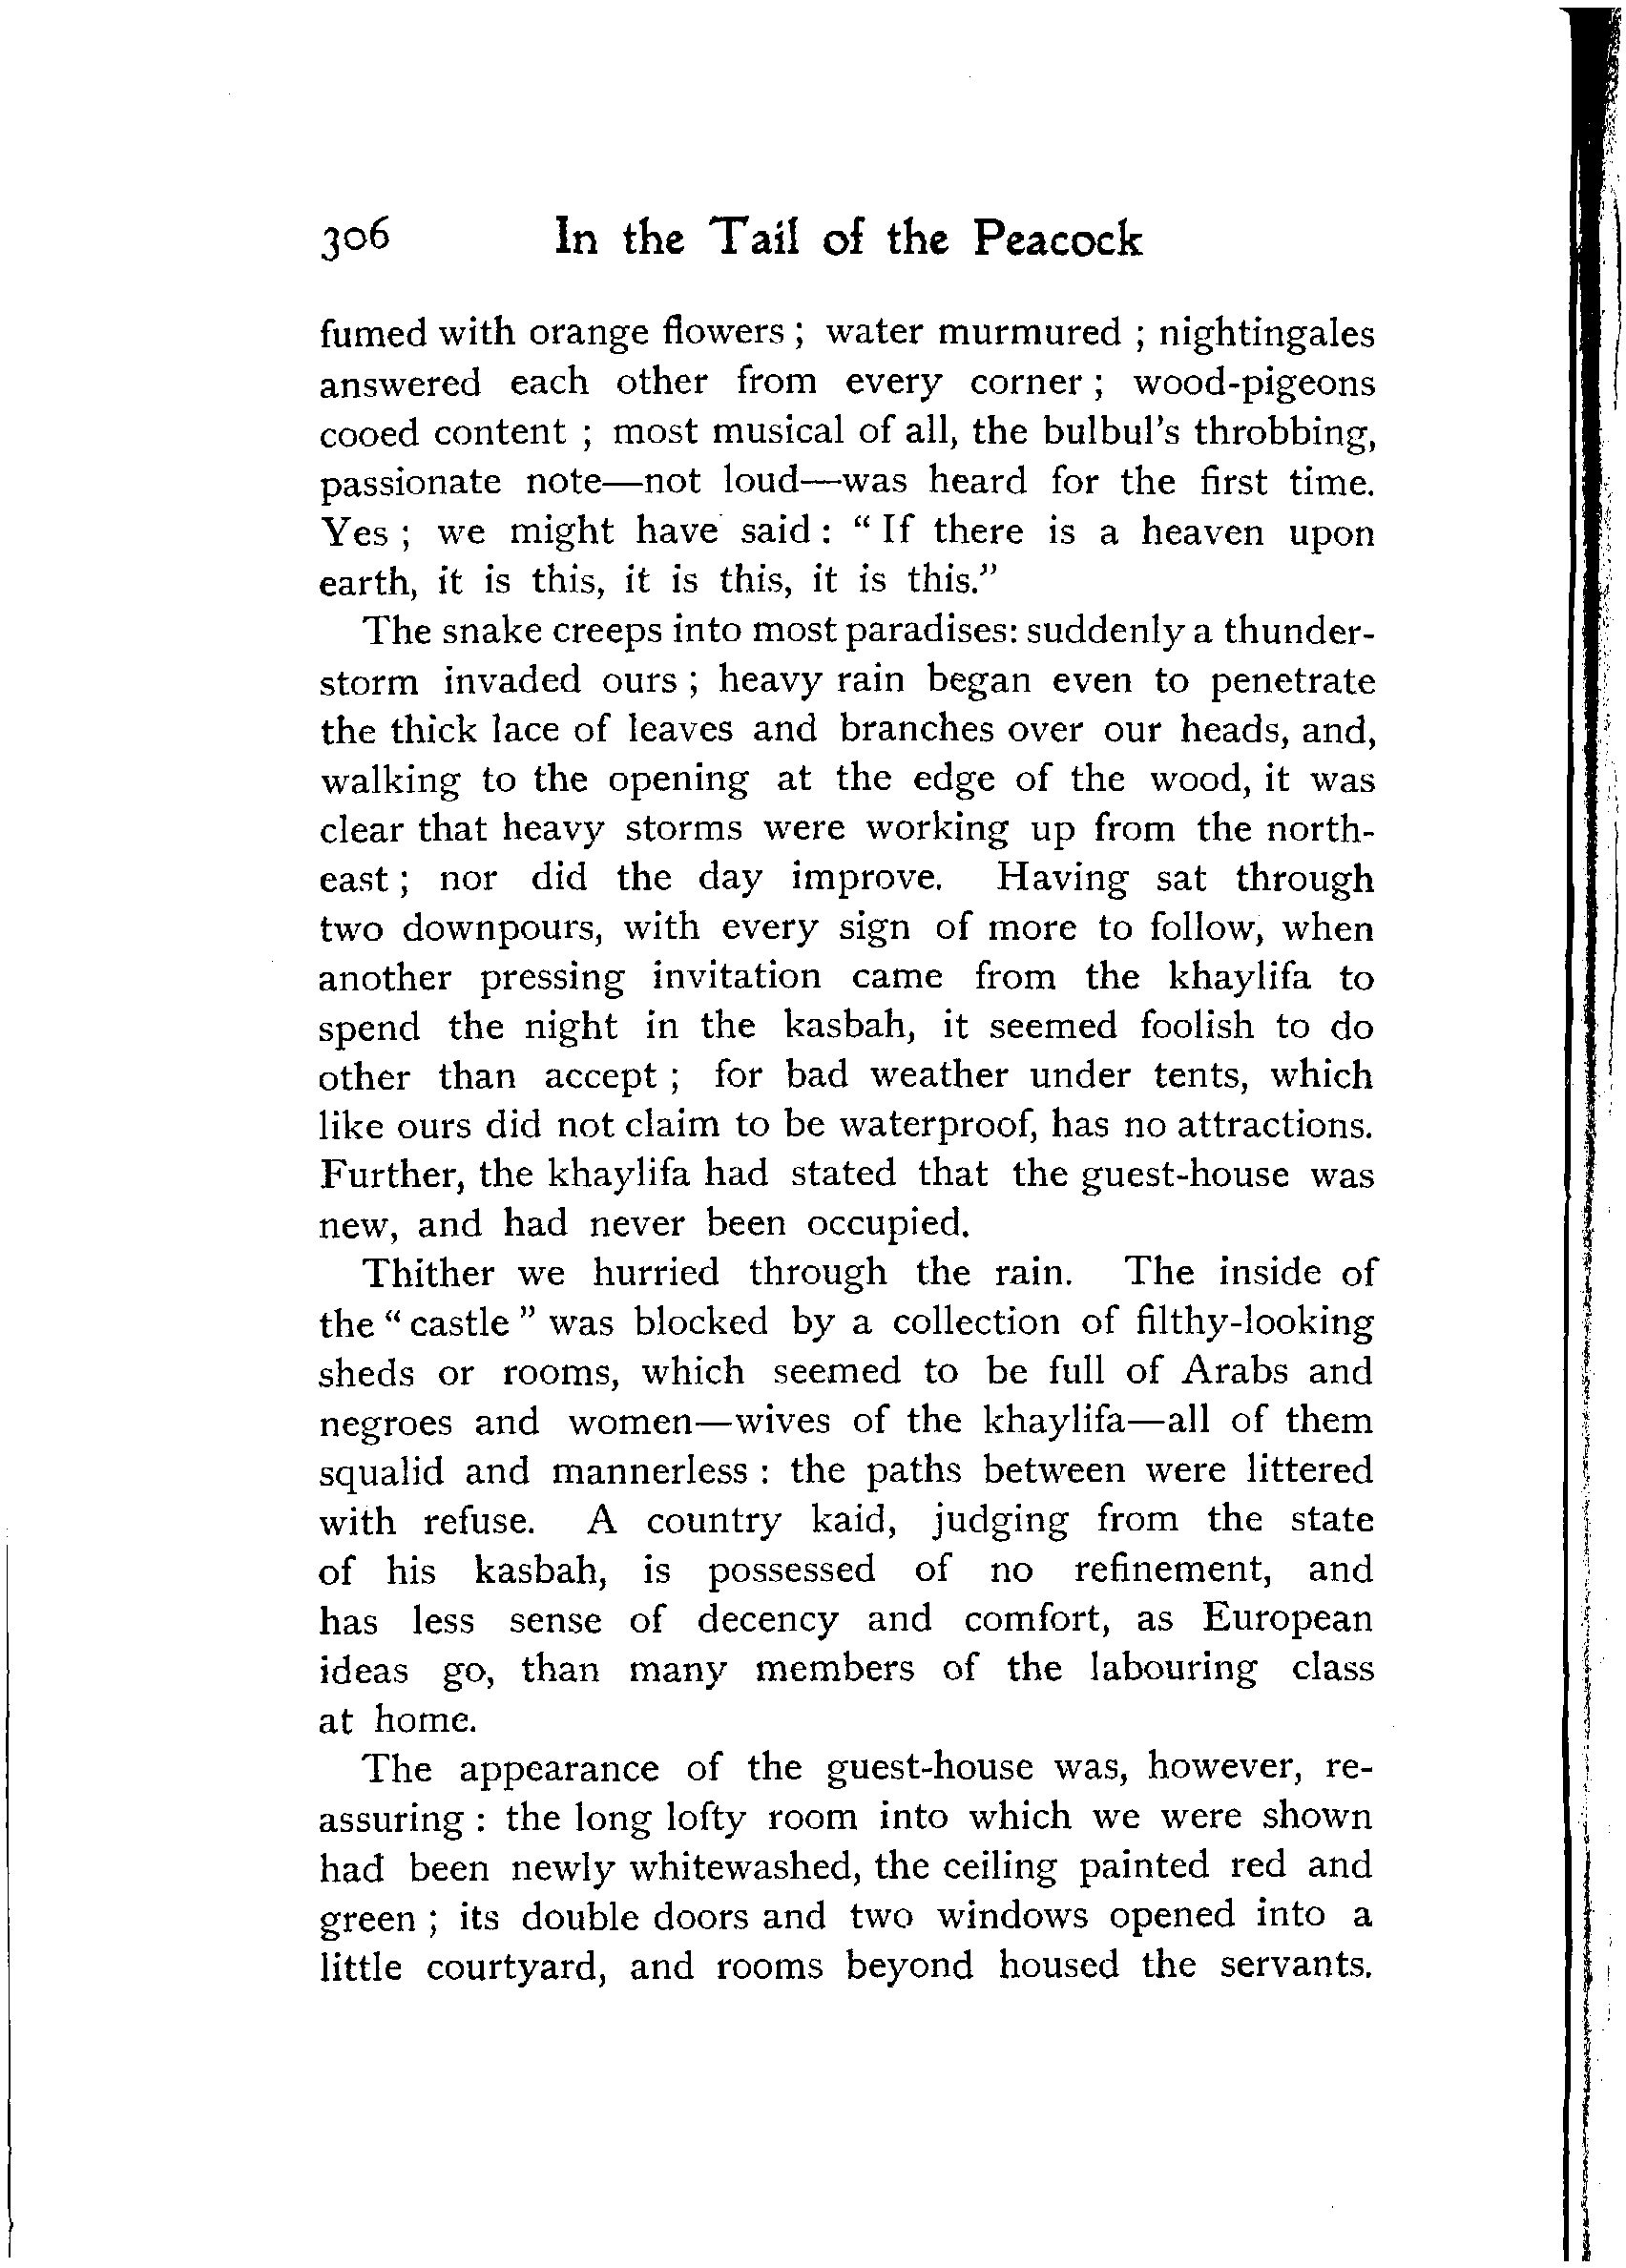 306 In the Tail of the Peacock
fumed with orange flowers ; water murmured ; nightingales
answered each other from every corner ; wood-pigeons
cooed content ; most musical of all, the bulbul's throbbing,
passionate note—not loud—was heard for the first time.
Yes ; we might have said : " If there is a heaven upon
earth, it is this, it is this, it is this."
The snake creeps into most paradises: suddenly a thunder-
storm invaded ours ; heavy rain began even to penetrate
the thick lace of leaves and branches over our heads, and,
walking to the opening at the edge of the wood, it was
clear that heavy storms were working up from the north-
east ; nor did the day improve. Having sat through
two downpours, with every sign of more to follow, when
another pressing invitation came from the khaylifa to
spend the night in the kasbah, it seemed foolish to do
other than accept ; for bad weather under tents, which
like ours did not claim to be waterproof, has no attractions.
Further, the khaylifa had stated that the guest-house was
new, and had never been occupied.
Thither we hurried through the rain. The inside of
the " castle " was blocked by a collection of filthy-looking
sheds or rooms, which seemed to be full of Arabs and
negroes and women—wives of the khaylifa—all of them
squalid and mannerless : the paths between were littered
with refuse. A country kaid, judging from the state
of his kasbah, is possessed of no refinement, and
has less sense of decency and comfort, as European
ideas go, than many members of the labouring class
at home.
The appearance of the guest-house was, however, re-
assuring : the long lofty room into which we were shown
had been newly whitewashed, the ceiling painted red and
green ; its double doors and two windows opened into a
little courtyard, and rooms beyond housed the servants.